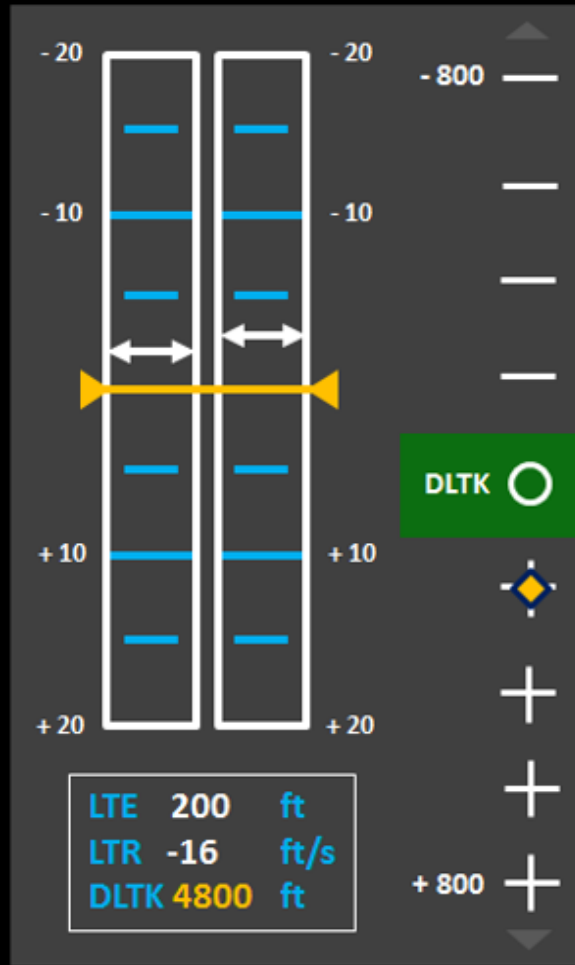 - 20 - 20
- 800
- 10 - 10
DLTK
+ 10 + 10
+ 20 + 20
LTE 200 ft
LTR -16 ft/s
+ 800
DLTK 4800 ft